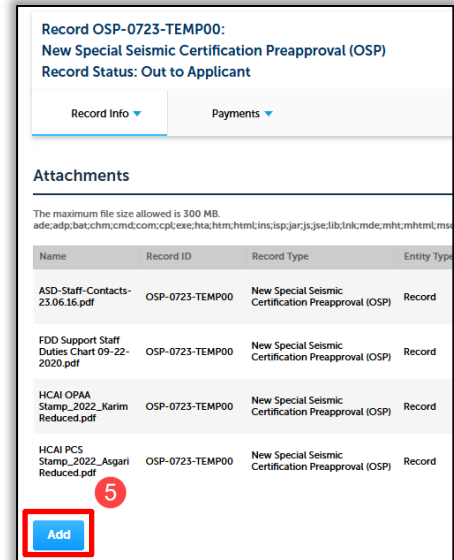 Record OSP-0723-TEMP00:
New Special Seismic Certification Preapproval (OSP)
Record Status: Out to Applicant
Record Info
Payments
Attachments
The maximum file size allowed is 300 MB.
ade;adp;bat;chm;cmd;com;cpl;exe;hta;htm;html;ins;isp;jar;js;jse;lib;lnk;mde;mht;mhtml;msc
Name Record ID Record Type Entity Type
ASD-Staff-Contacts-
23.06.16.pdf
OSP-0723-TEMP00
New Special Seismic
Certification Preapproval (OSP)
Record
FDD Support Staff
Duties Chart 09-22-
2020.pdf
OSP-0723-TEMP00
New Special Seismic
Certification Preapproval (OSP)
Record
HCAI OPAA
Stamp_2022_Karim
Reduced.pdf
OSP-0723-TEMP00
New Special Seismic
Certification Preapproval (OSP)
Record
HCAI PCS
Stamp_2022_Asgari
Reduced.pdf
OSP-0723-TEMP00
New Special Seismic
Certification Preapproval (OSP)
Record
5
Add